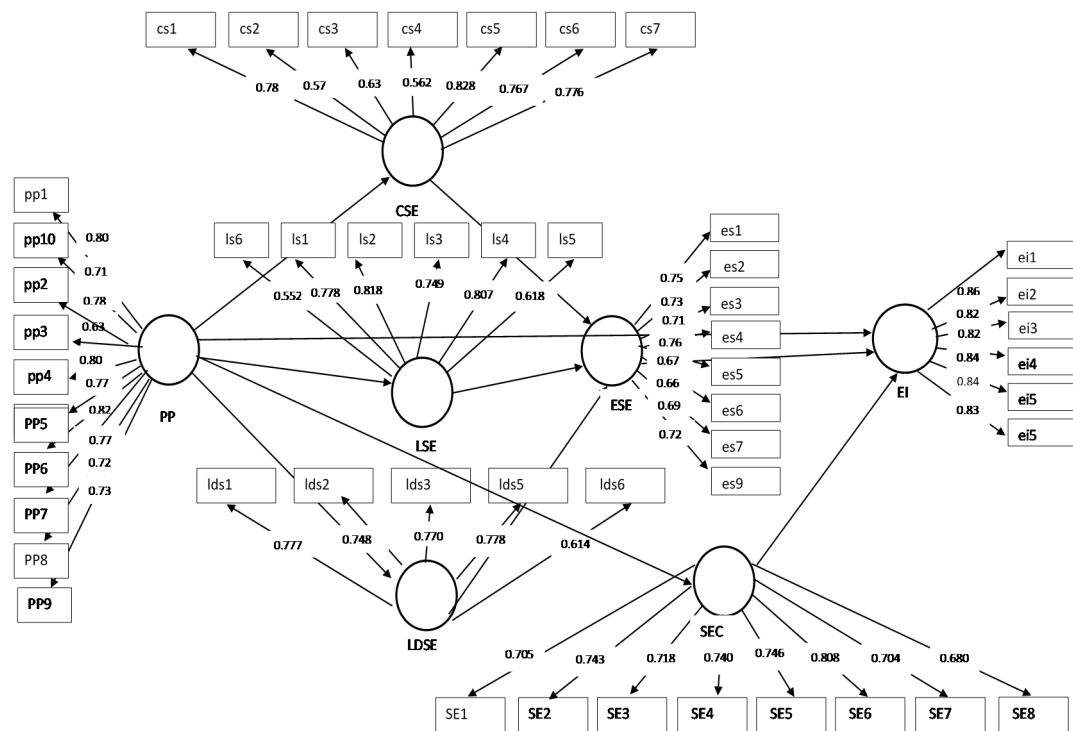 cs1 cs2 cs3 cs4 cs5 cs6 cs7
0.78 0.57 0.63 0.562 0.828 0.767 0.776
CSE
pp1
pp10
pp2
pp3
pp4
PP5
PP6
PP7
PP8
PP9
0.80
0.71
0.78
0.63
0.80
0.77
0.82
0.77
0.72
0.73
PP
ls6 ls1 ls2 ls3 ls4 ls5
0.552 0.778 0.818 0.749 0.807 0.618
LSE
lds1 lds2 lds3 lds5 lds6
0.777 0.748 0.770 0.778 0.614
LDSE
es1
es2
es3
es4
es5
es6
es7
es9
0.75
0.73
0.71
0.76
0.67
0.66
0.69
0.72
ESE
ei1
ei2
ei3
ei4
ei5
ei5
0.86
0.82
0.82
0.84
0.84
0.83
EI
SEC
0.705 0.743 0.718 0.740 0.746 0.808 0.704 0.680
SE1 SE2 SE3 SE4 SE5 SE6 SE7 SE8